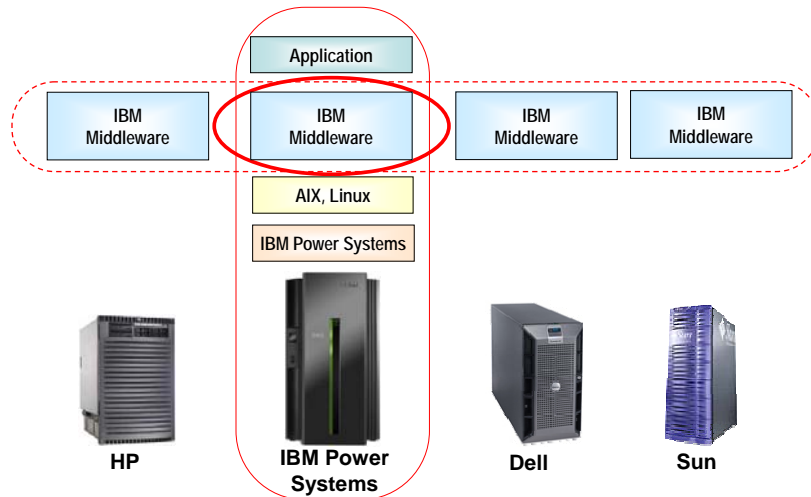 Application
IBM
Middleware
IBM
Middleware
IBM
Middleware
IBM
Middleware
AIX, Linux
IBM Power Systems
HP
IBM Power
Systems
Dell
Sun